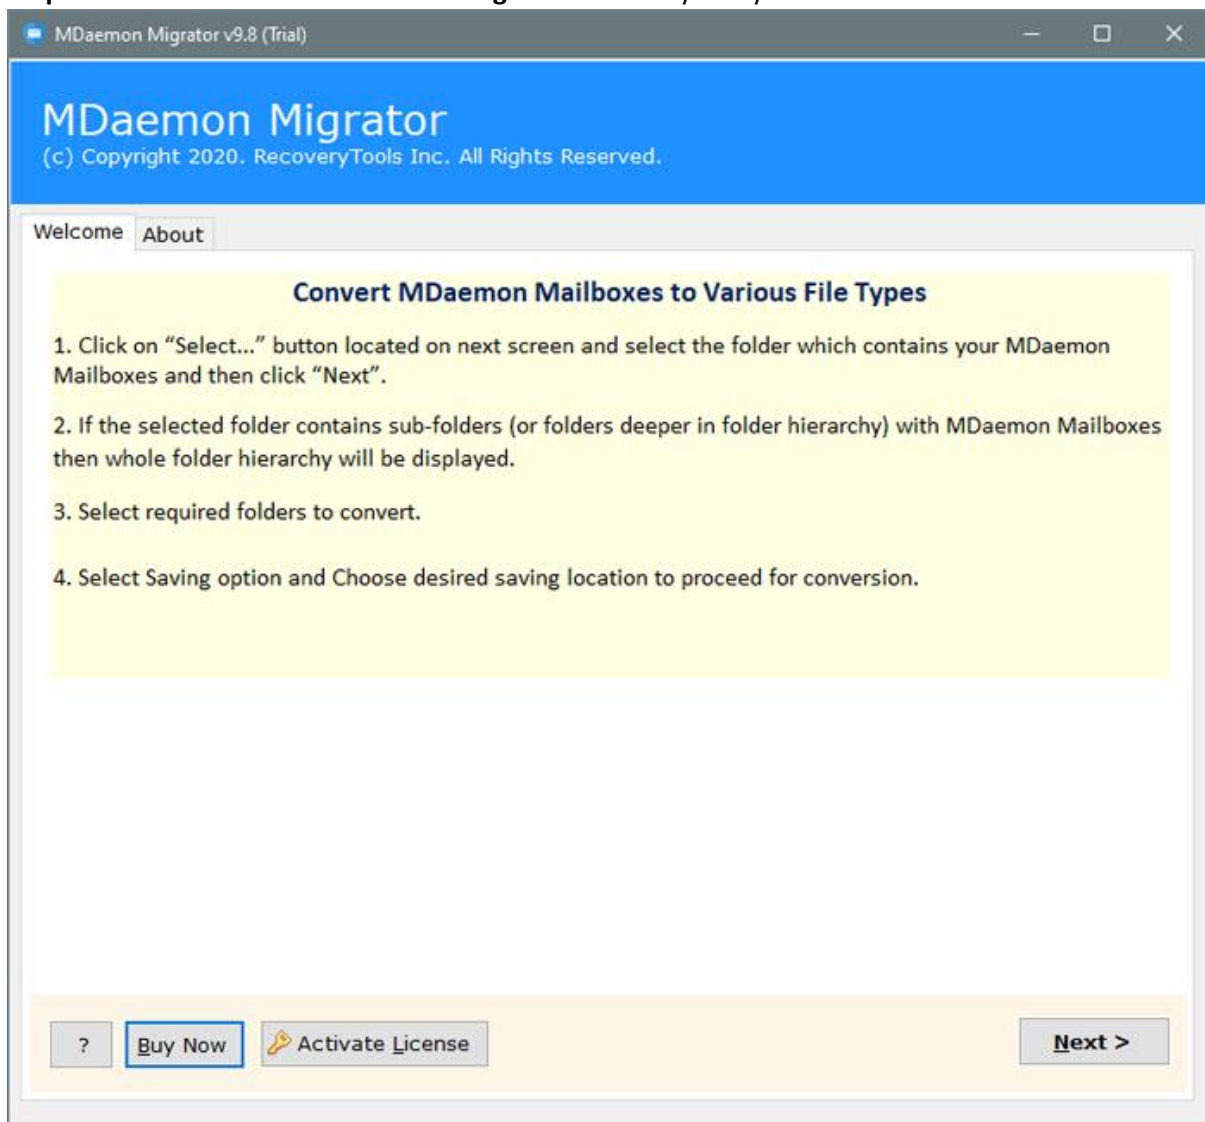 MDaemon Migrator v9.8 (Trial)
MDaemon Migrator
(c) Copyright 2020. RecoveryTools Inc. All Rights Reserved.
Welcome About
Convert MDaemon Mailboxes to Various File Types
1. Click on “Select...” button located on next screen and select the folder which contains your MDaemon
Mailboxes and then click “Next”.
2. If the selected folder contains sub-folders (or folders deeper in folder hierarchy) with MDaemon Mailboxes
then whole folder hierarchy will be displayed.
3. Select required folders to convert.
4. Select Saving option and Choose desired saving location to proceed for conversion.
? Buy Now Activate License Next >